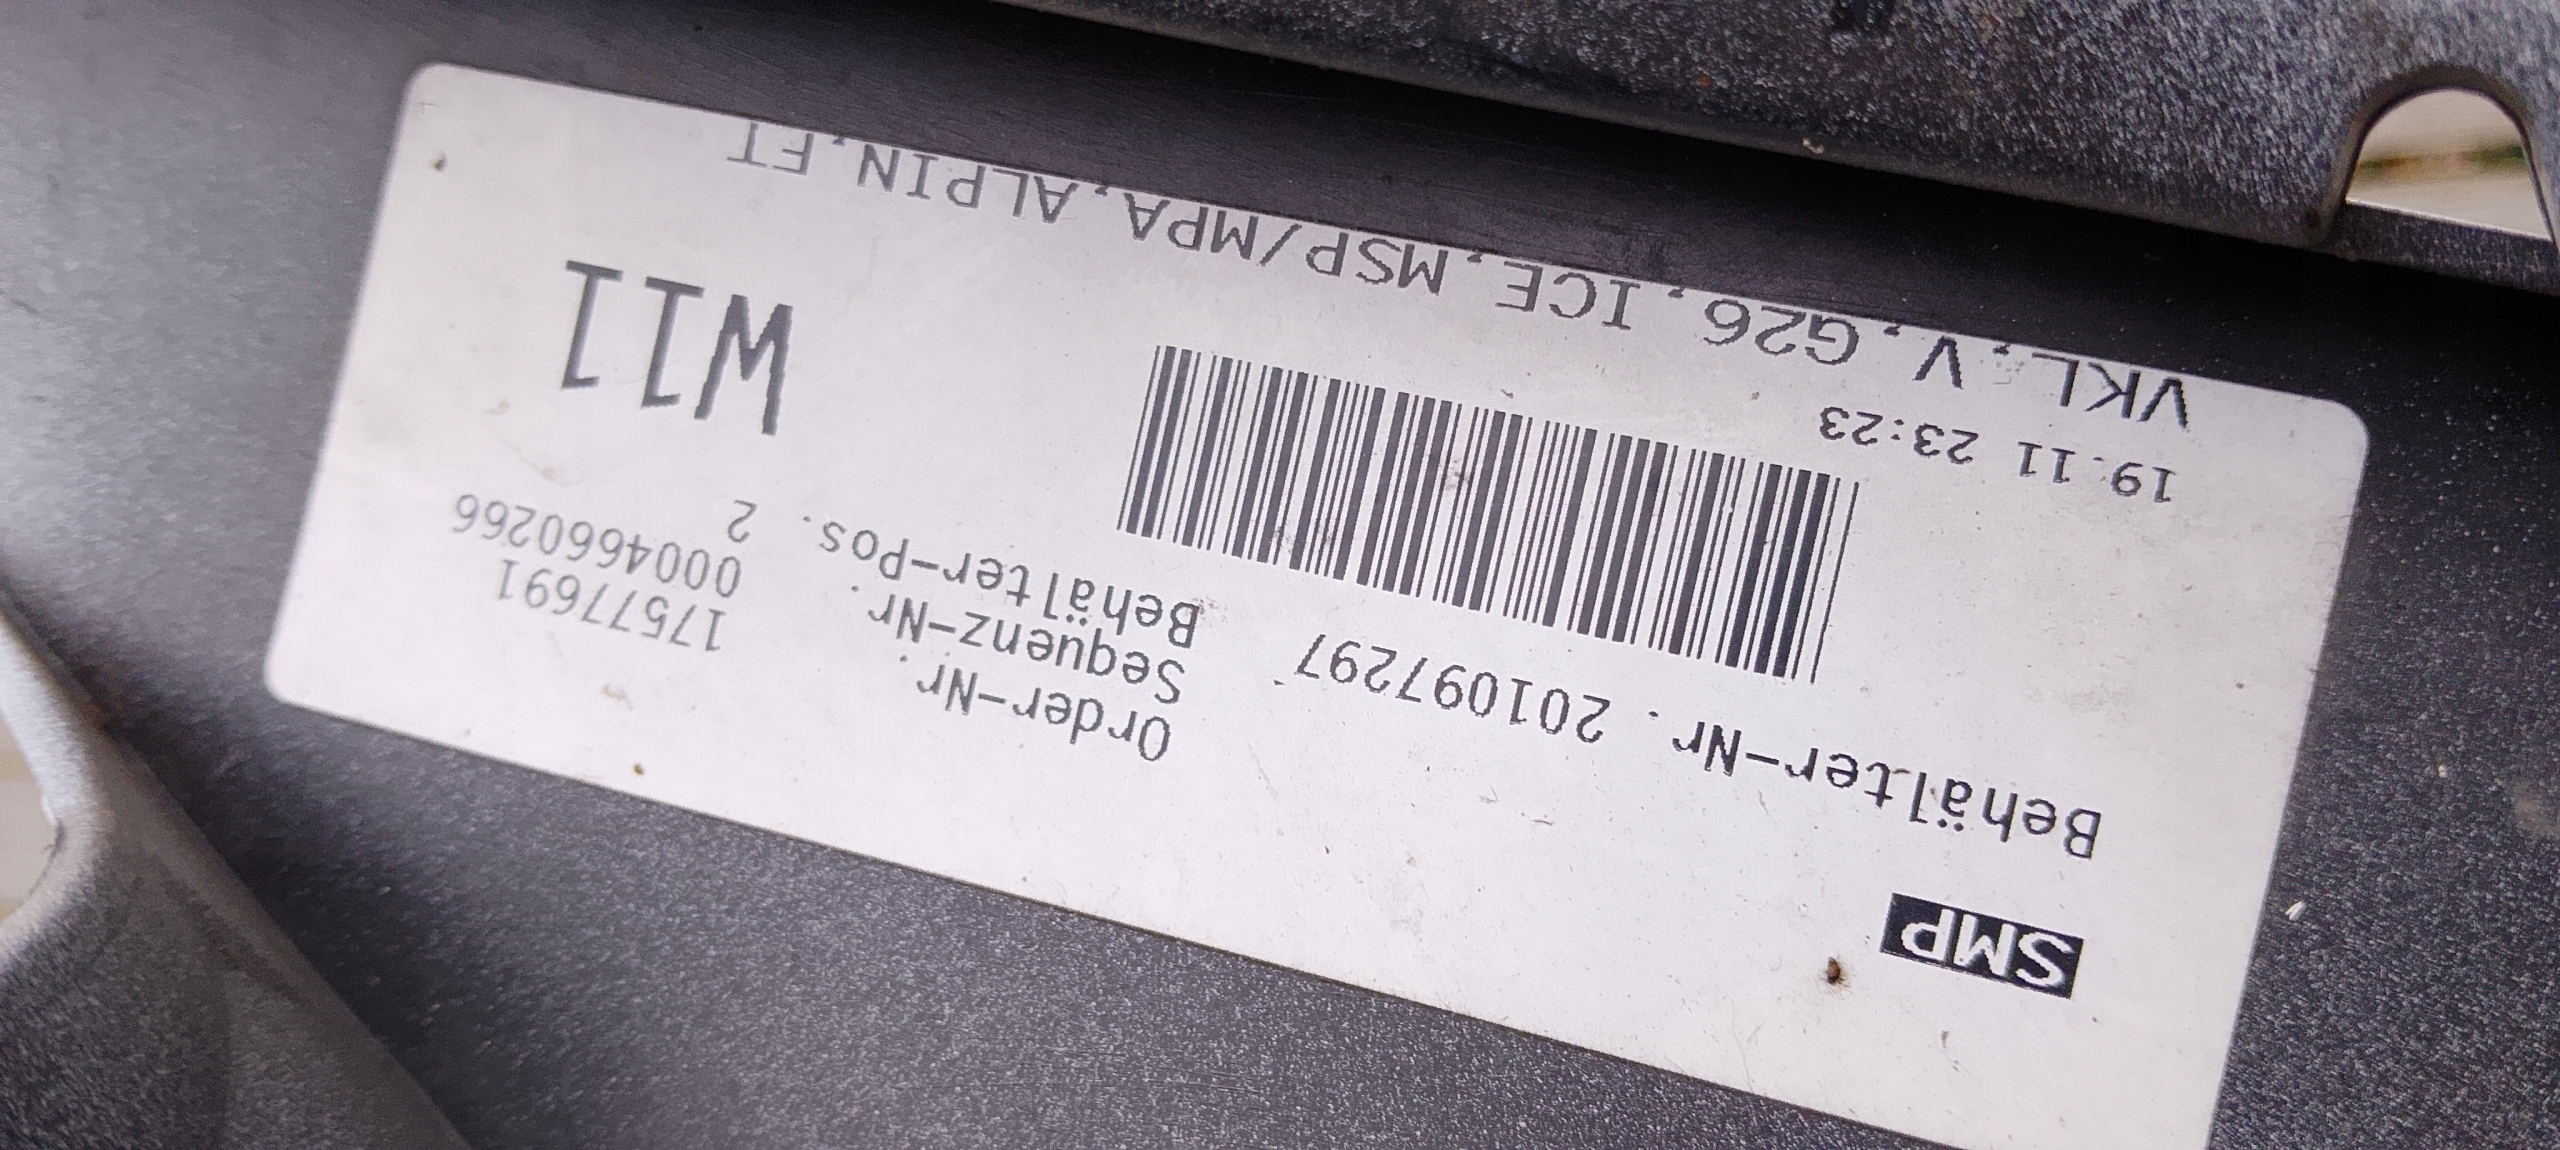 SMP
Behälter-Nr. 201097297
Order-Nr. 17577691
Sequenz-Nr. 0004660266
Behälter-Pos. 2
19.11 23:23
W11
VKL,V,G26,ICE,MSP/MPA,ALPIN,FT